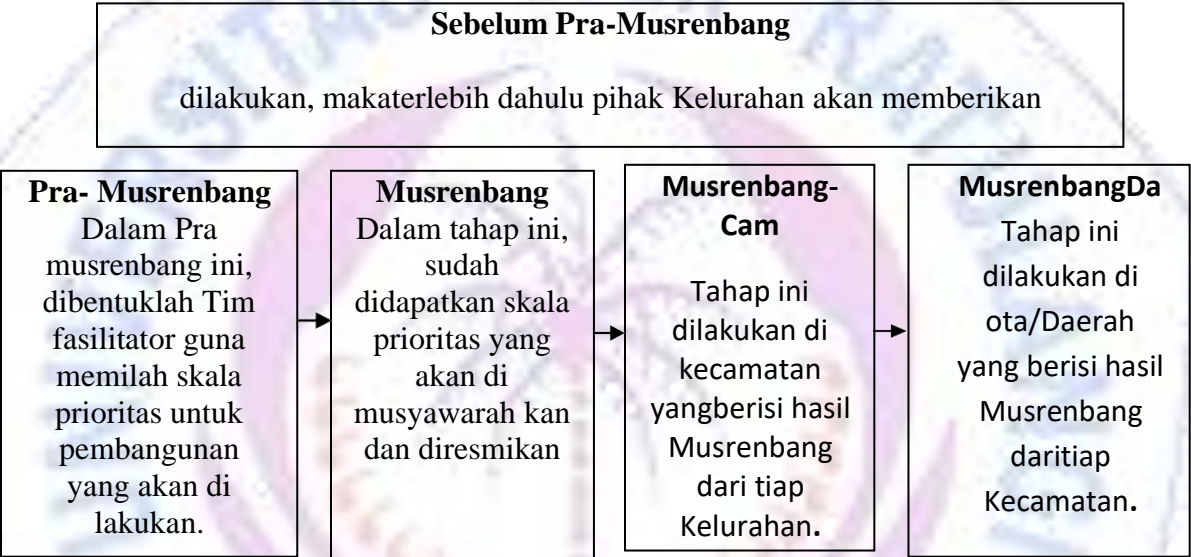 Sebelum Pra-Musrenbang
dilakukan, makaterlebih dahulu pihak Kelurahan akan memberikan
Pra- Musrenbang
Dalam Pra
musrenbang ini,
dibentuklah Tim
fasilitator guna
memilah skala
prioritas untuk
pembangunan
yang akan di
lakukan.
Musrenbang
Dalam tahap ini,
sudah
didapatkan skala
prioritas yang
akan di
musyawarah kan
dan diresmikan
Musrenbang-
Cam
Tahap ini
dilakukan di
kecamatan
yangberisi hasil
Musrenbang
dari tiap
Kelurahan.
MusrenbangDa
Tahap ini
dilakukan di
ota/Daerah
yang berisi hasil
Musrenbang
daritiap
Kecamatan.